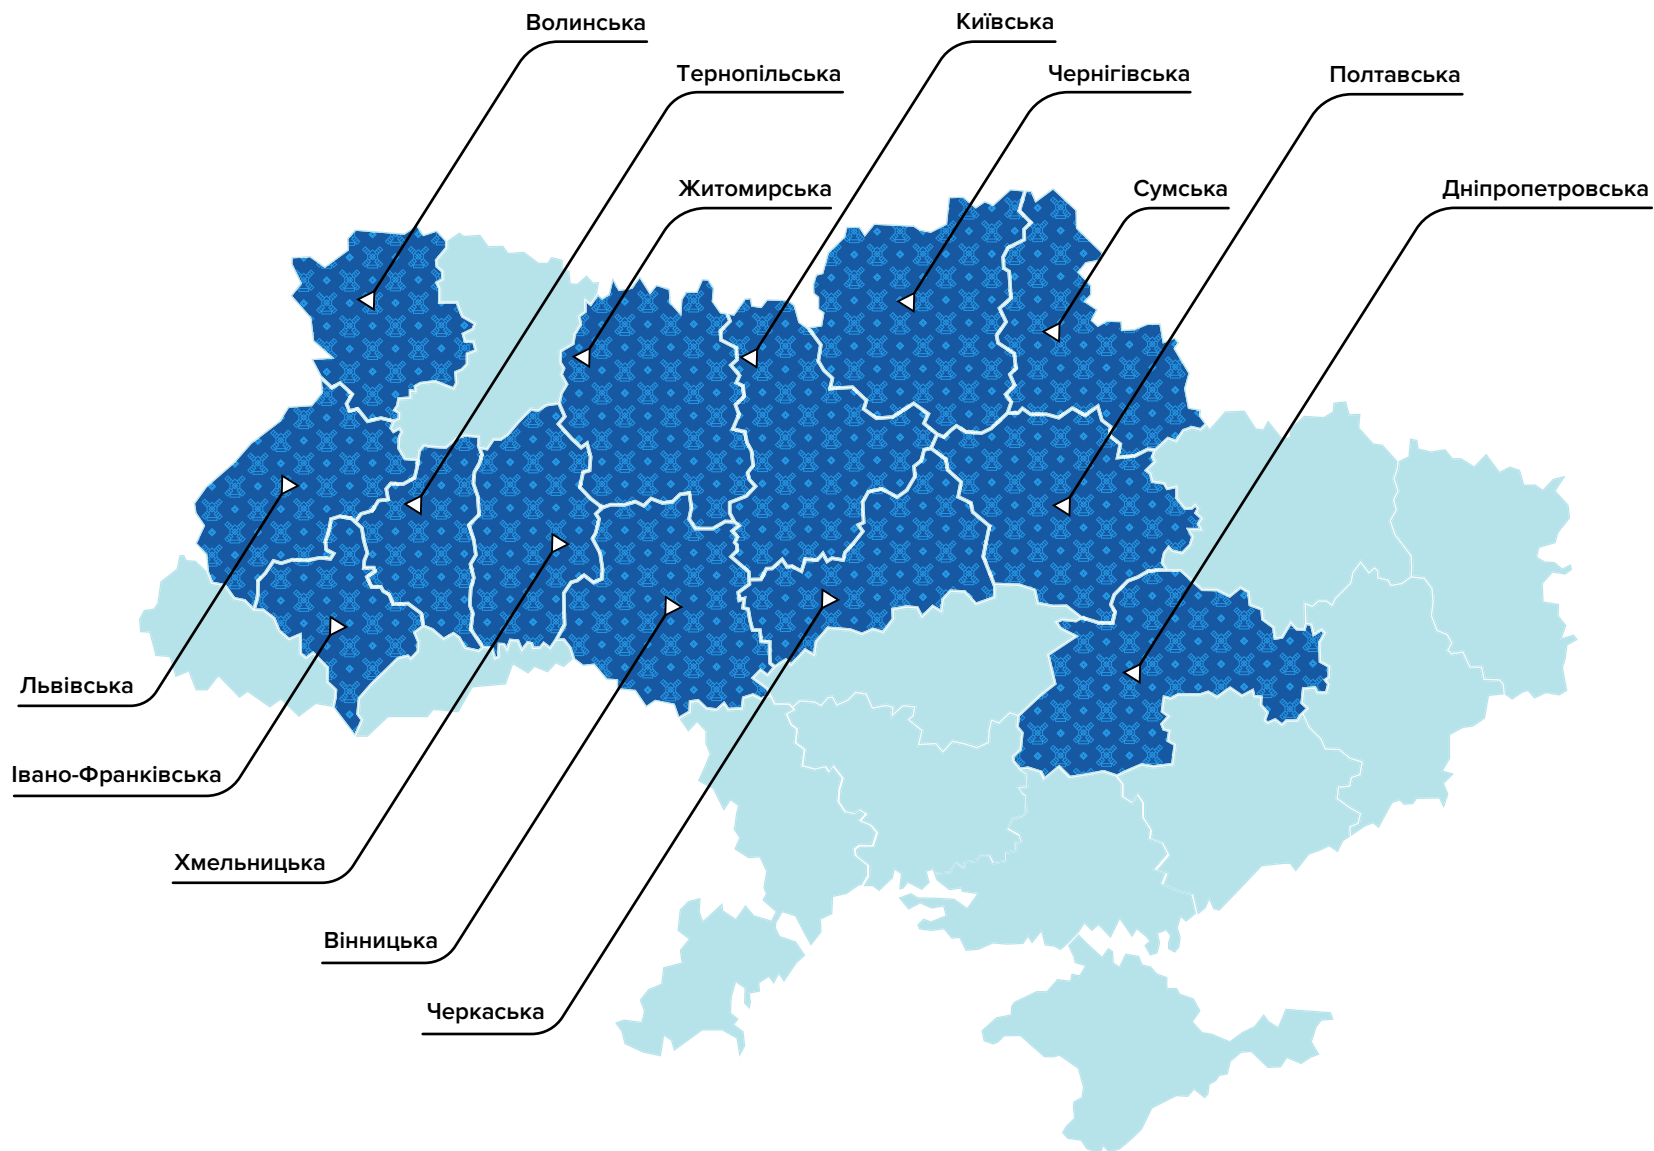 Волинська
Київська
Тернопільська
Чернігівська
Полтавська
Житомирська
Сумська
Дніпропетровська
Львівська
Івано-Франківська
Хмельницька
Вінницька
Черкаська